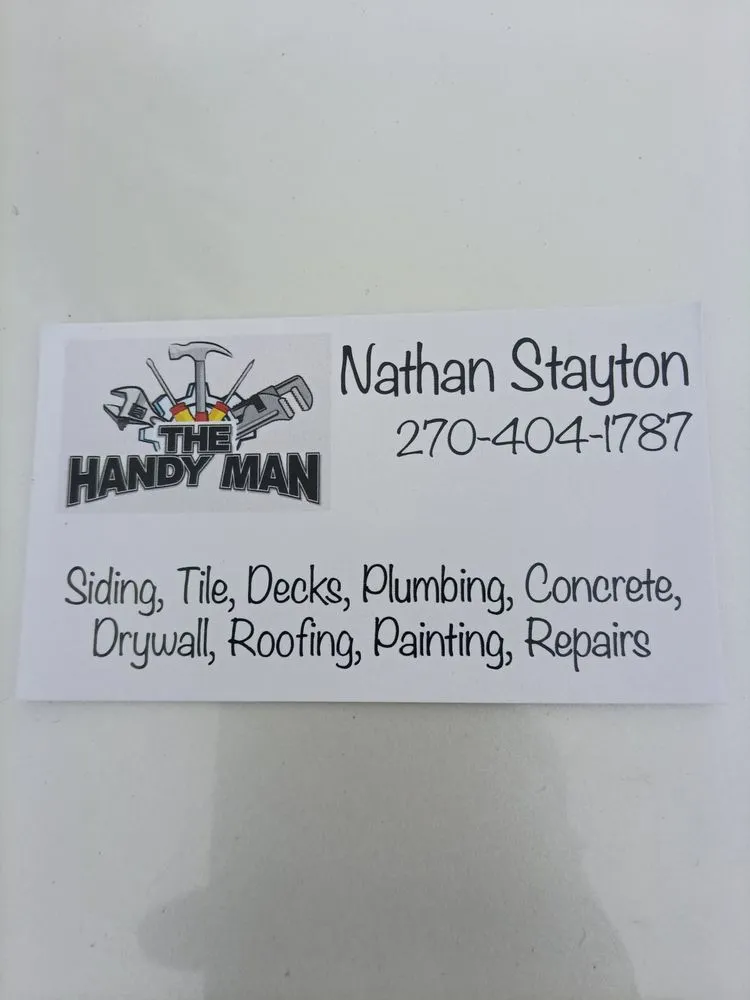 THE
HANDY MAN
Nathan Stayton
270-404-1787
Siding, Tile, Decks, Plumbing, Concrete,
Drywall, Roofing, Painting, Repairs